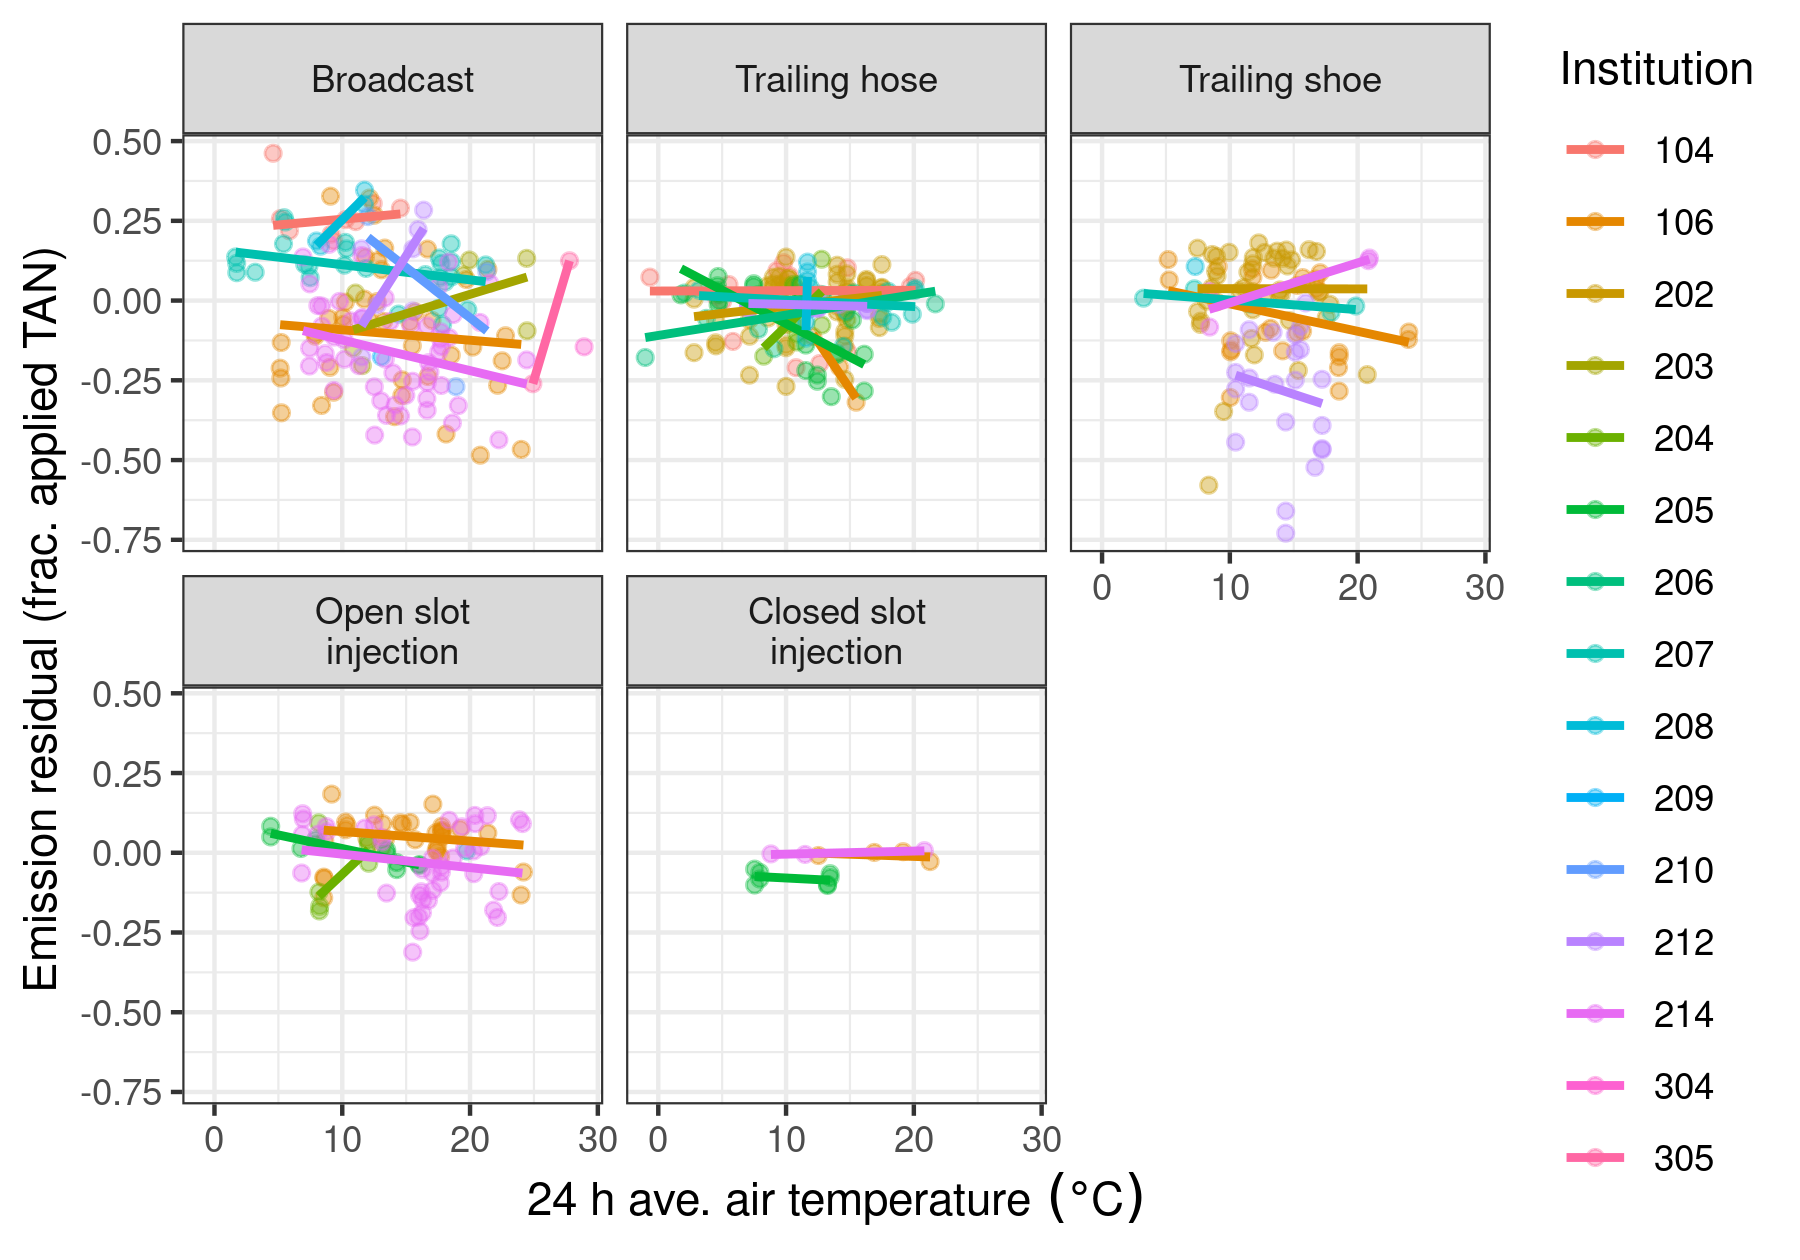 Broadcast
Trailing hose
Trailing shoe
Institution
104
106
202
203
204
205
206
207
208
209
210
212
214
304
305
0.50
0.25
0.00
-0.25
-0.50
-0.75
0 10 20 30
Open slot
injection
Closed slot
injection
0.50
0.25
0.00
-0.25
-0.50
-0.75
0 10 20 30
0 10 20 30
24 h ave. air temperature (°C)
Emission residual (frac. applied TAN)